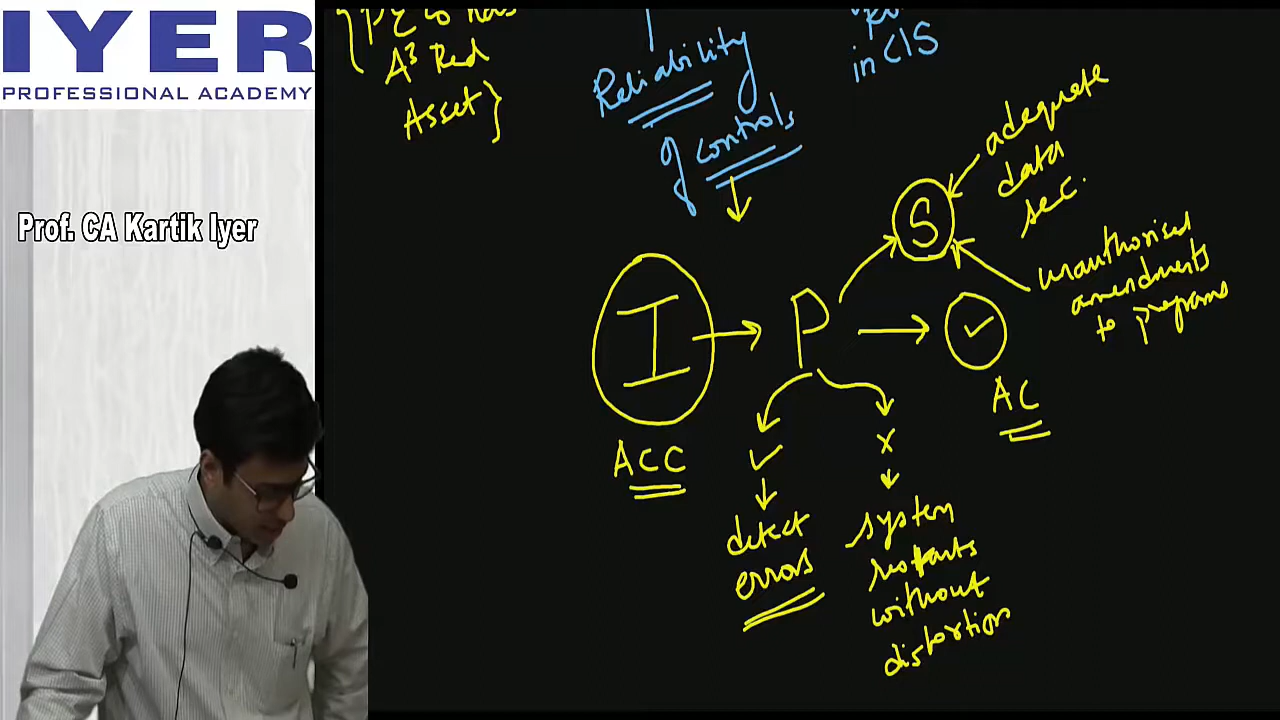 IYER
PROFESSIONAL ACADEMY
Prof. CA Kartik Iyer
A³ Red
Asset}
Reliability
of controls
in CIS
adequate
data
sec.
S
unauthorised
amendments
to programs
I
P
ACC
AC
detect
errors
x
system
restarts
without
distortion